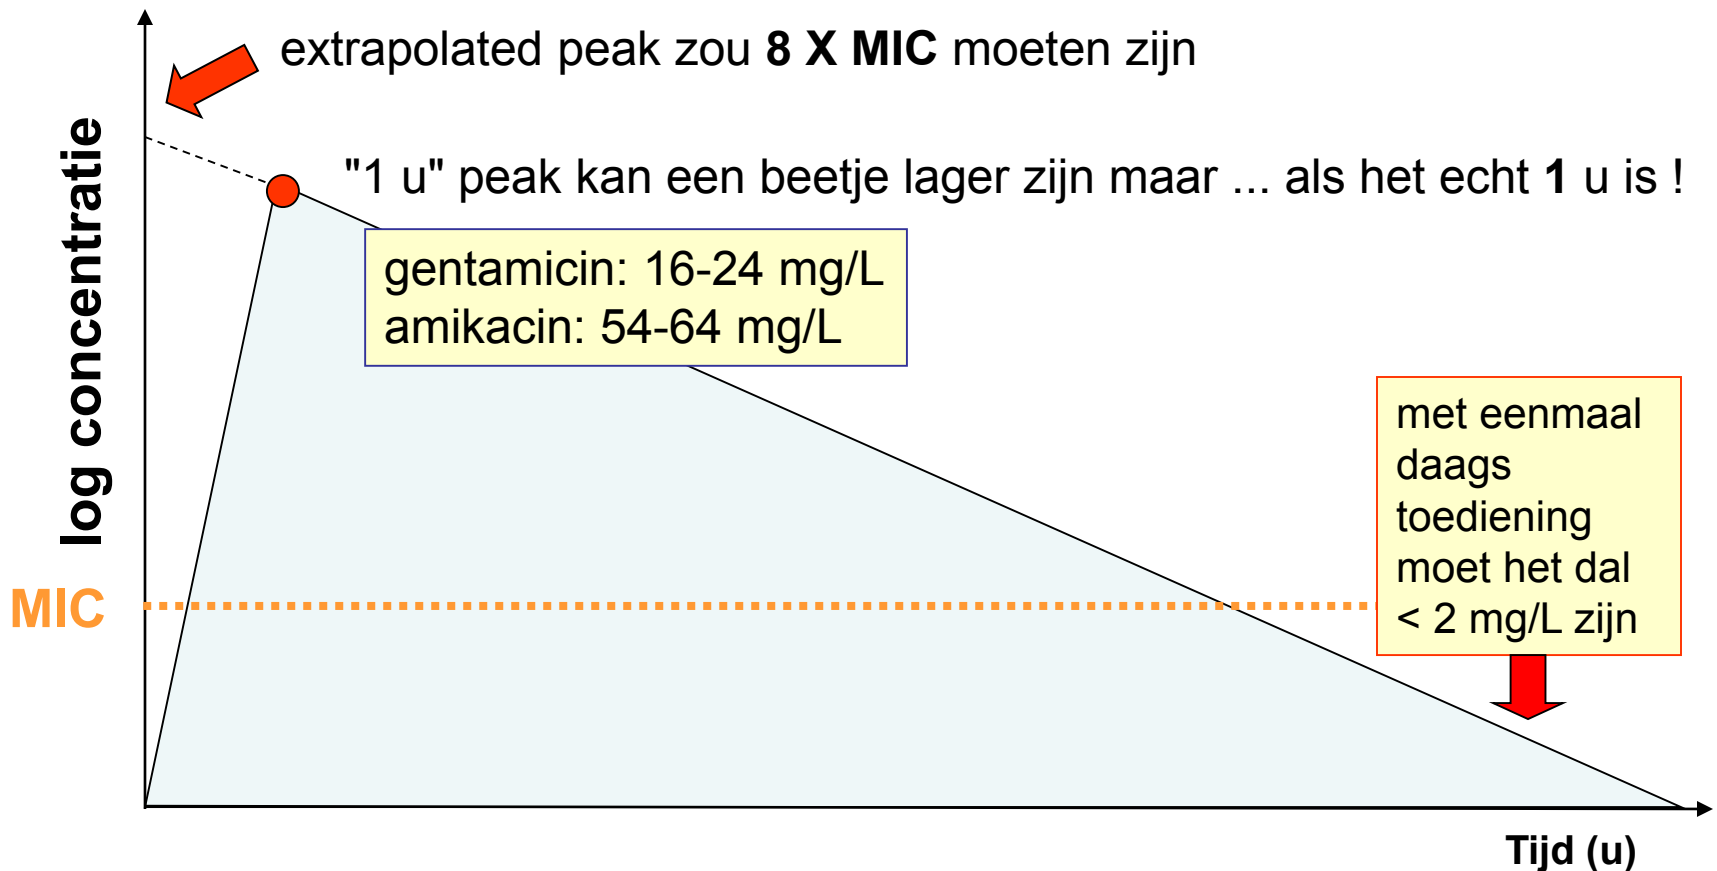 extrapolated peak zou 8 X MIC moeten zijn
"1 u" peak kan een beetje lager zijn maar ... als het echt 1 u is !
gentamicin: 16-24 mg/L
amikacin: 54-64 mg/L
log concentratie
met eenmaal
daags
toediening
moet het dal
< 2 mg/L zijn
MIC
Tijd (u)